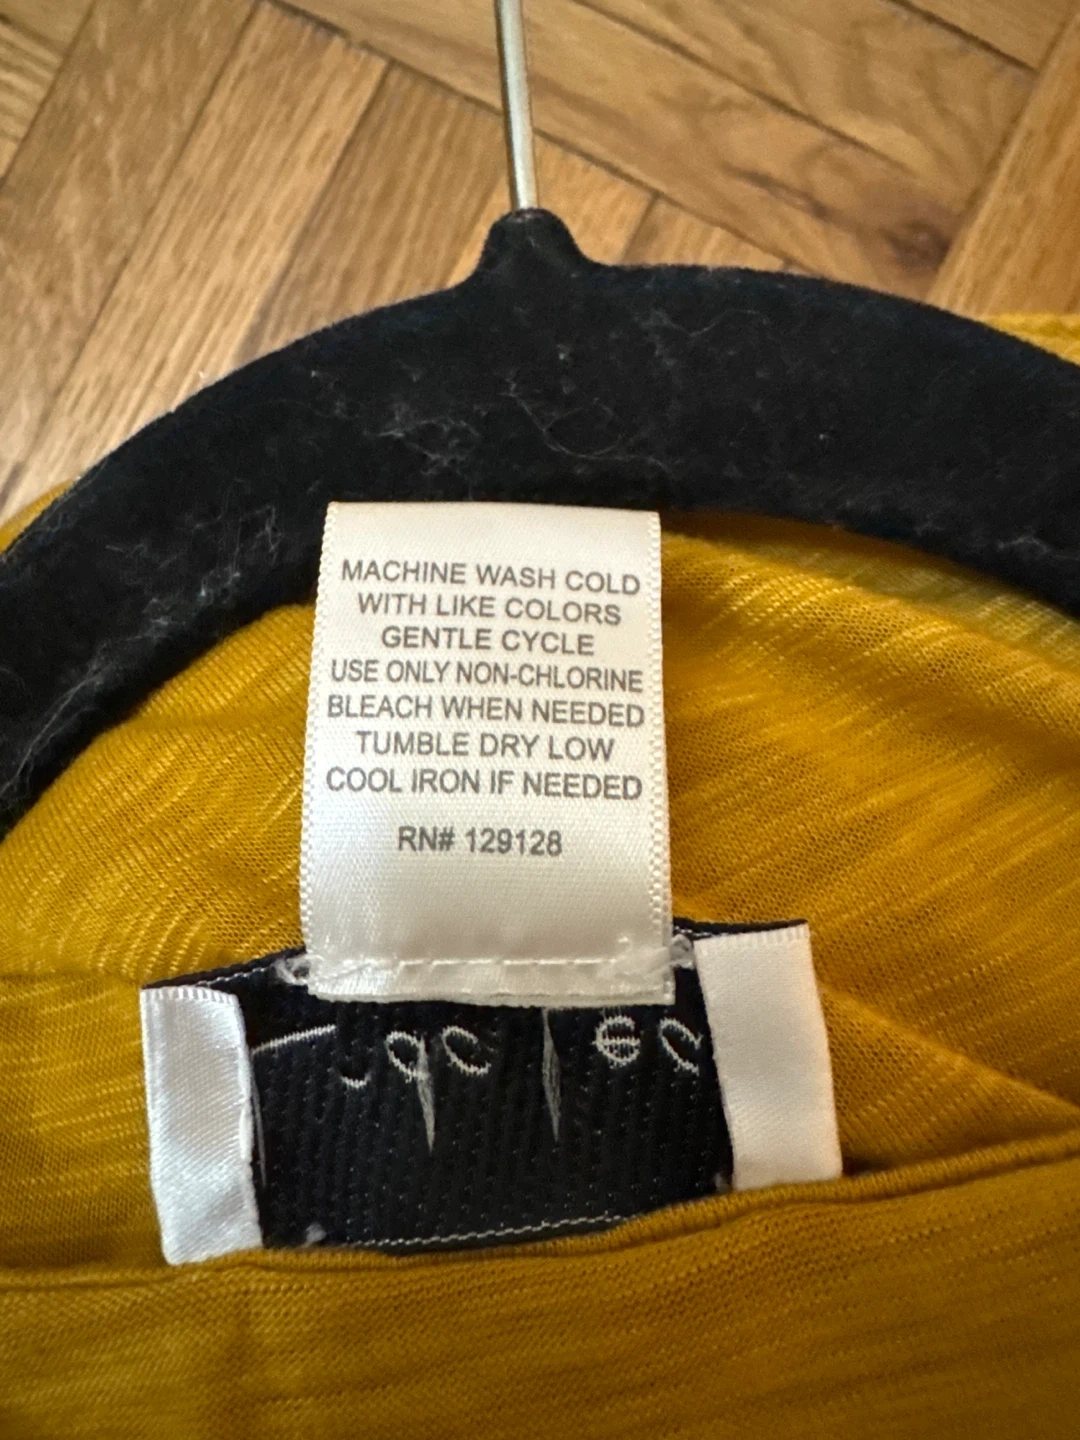 MACHINE WASH COLD
WITH LIKE COLORS
GENTLE CYCLE
USE ONLY NON-CHLORINE
BLEACH WHEN NEEDED
TUMBLE DRY LOW
COOL IRON IF NEEDED
RN# 129128